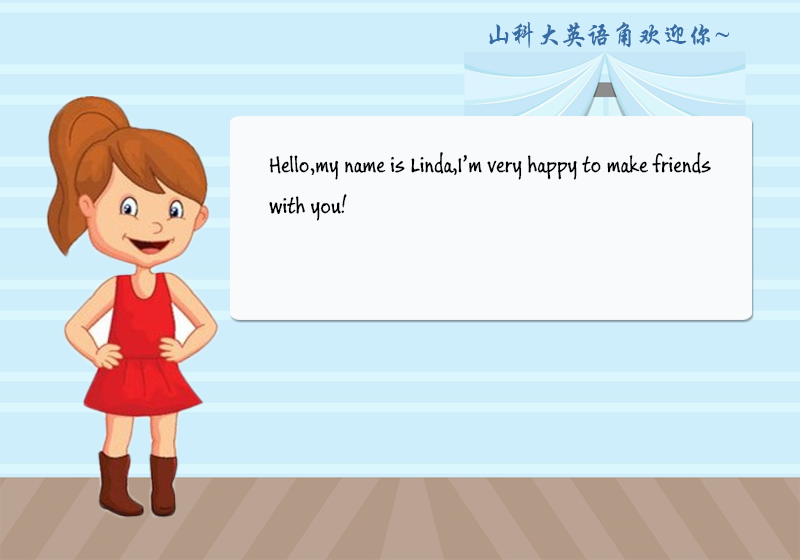 山科大英语角欢迎你~
Hello,my name is Linda,I'm very happy to make friends
with you!